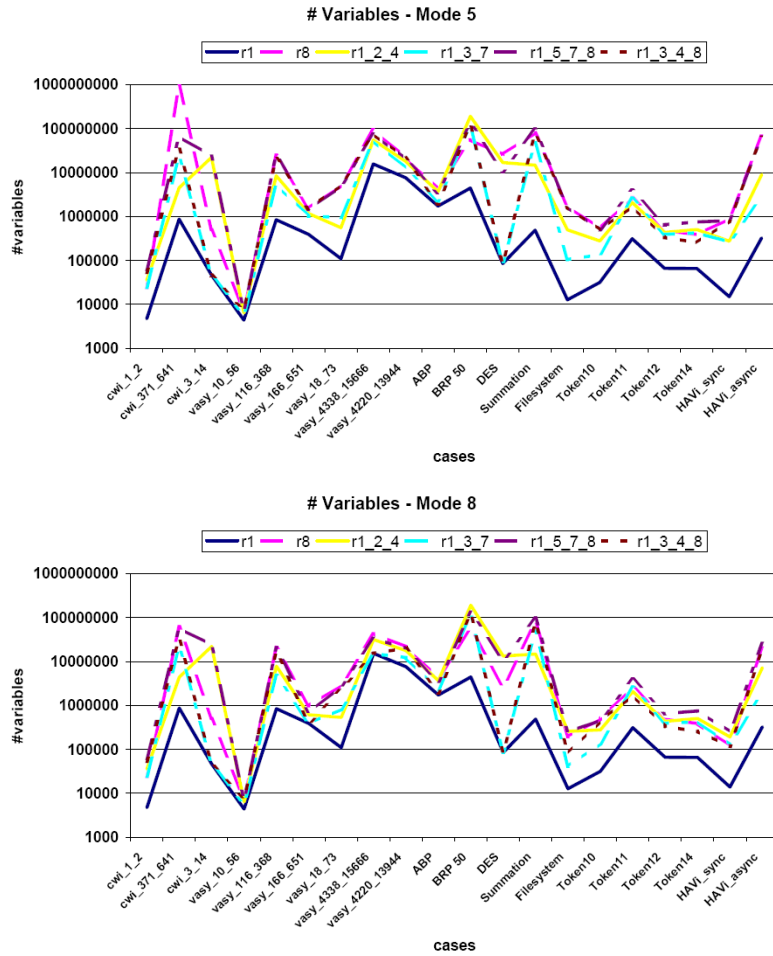 # Variables - Mode 5
r1 r8 r1_2_4 r1_3_7 r1_5_7_8 r1_3_4_8
1000000000
100000000
10000000
1000000
100000
10000
1000
#variables
cwi_1_2
cwi_371_641
cwi_3_14
vasy_10_56
vasy_116_368
vasy_166_651
vasy_18_73
vasy_4338_15666
vasy_4220_13944
ABP
BRP 50
DES
Summation
Filesystem
Token10
Token11
Token12
Token14
HAVi_sync
HAVi_async
cases
# Variables - Mode 8
r1 r8 r1_2_4 r1_3_7 r1_5_7_8 r1_3_4_8
1000000000
100000000
10000000
1000000
100000
10000
1000
#variables
cwi_1_2
cwi_371_641
cwi_3_14
vasy_10_56
vasy_116_368
vasy_166_651
vasy_18_73
vasy_4338_15666
vasy_4220_13944
ABP
BRP 50
DES
Summation
Filesystem
Token10
Token11
Token12
Token14
HAVi_sync
HAVi_async
cases